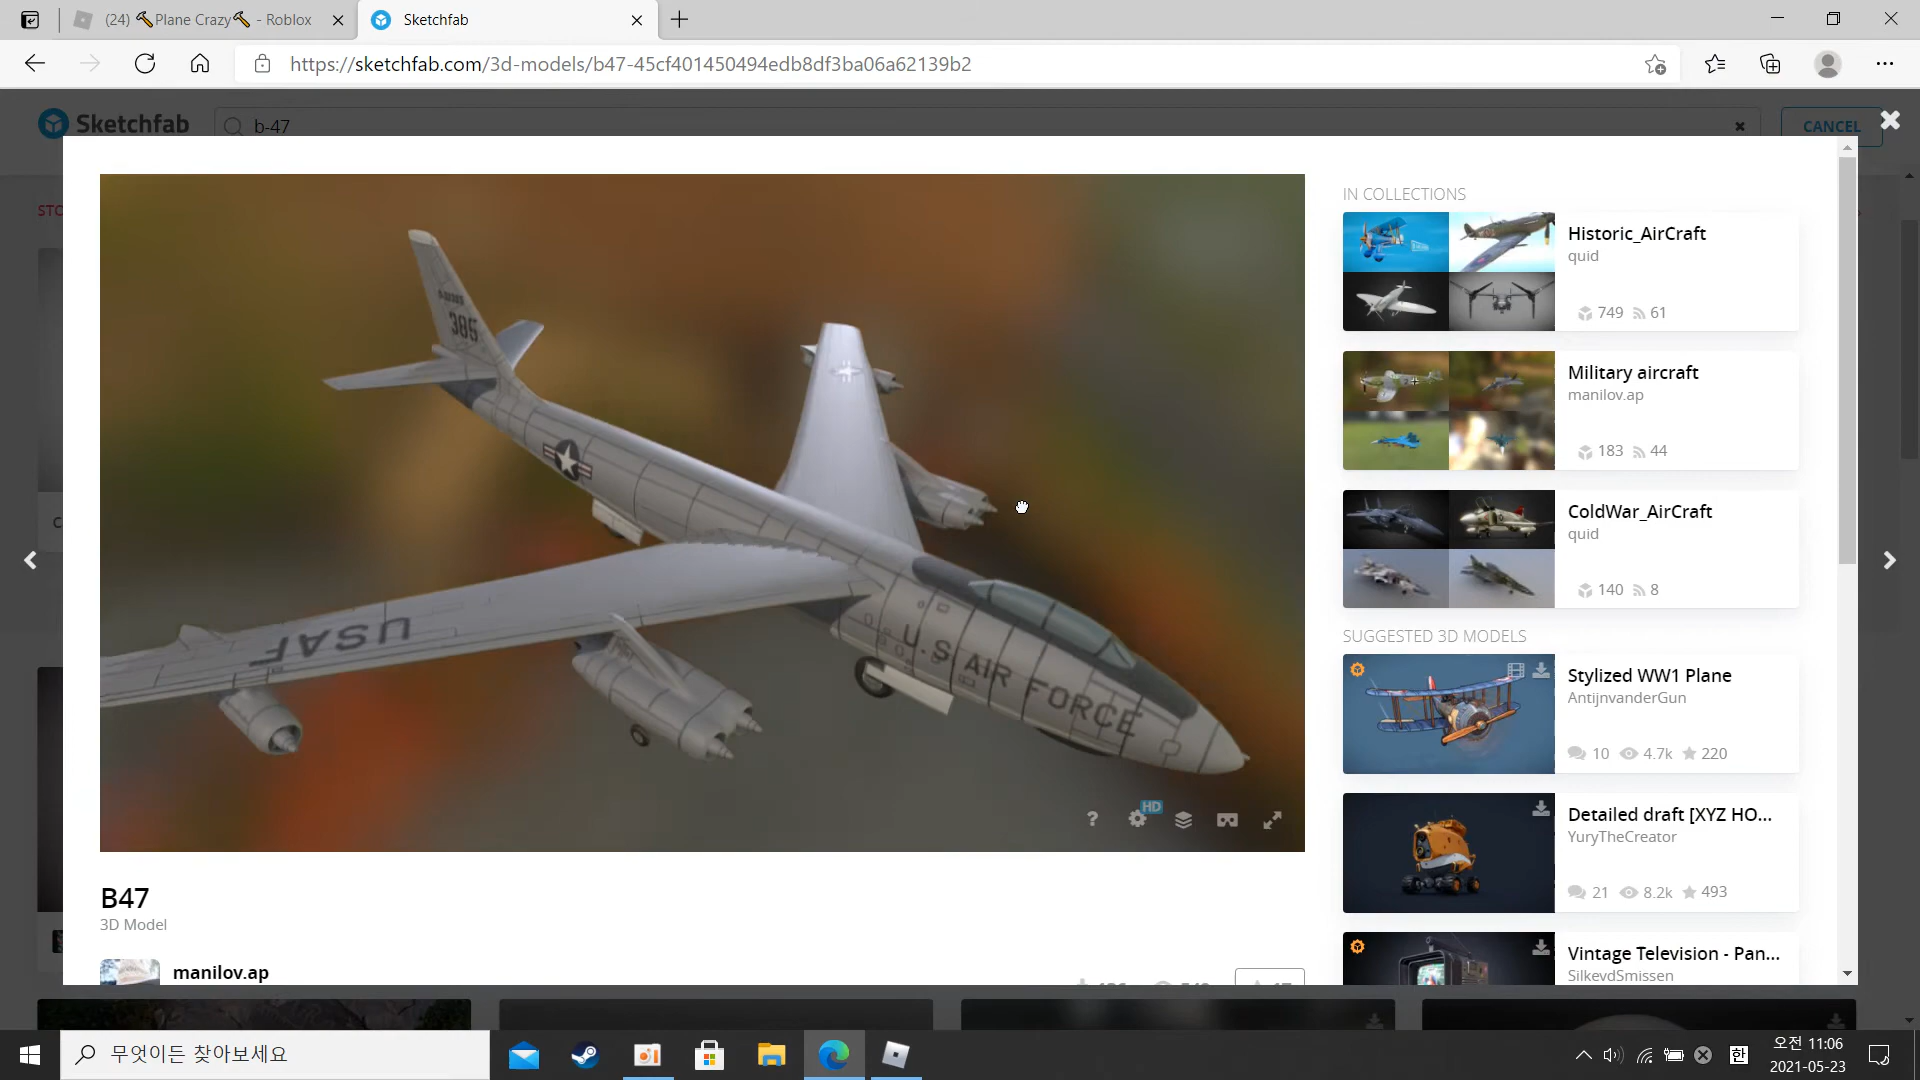 (24) 🔨Plane Crazy🔨 - Roblox
Sketchfab
https://sketchfab.com/3d-models/b47-45cf401450494edb8df3ba06a62139b2
Sketchfab
b-47
CANCEL
STO
IN COLLECTIONS
Historic_AirCraft
quid
749 61
Military aircraft
manilov.ap
183 44
ColdWar_AirCraft
quid
140 8
SUGGESTED 3D MODELS
Stylized WW1 Plane
AntijnvanderGun
10 4.7k 220
Detailed draft [XYZ HO...
YuryTheCreator
21 8.2k 493
Vintage Television - Pan...
SilkevdSmissen
385
USAF
U.S. AIR FORCE
? HD
B47
3D Model
manilov.ap
무엇이든 찾아보세요
한
오전 11:06
2021-05-23